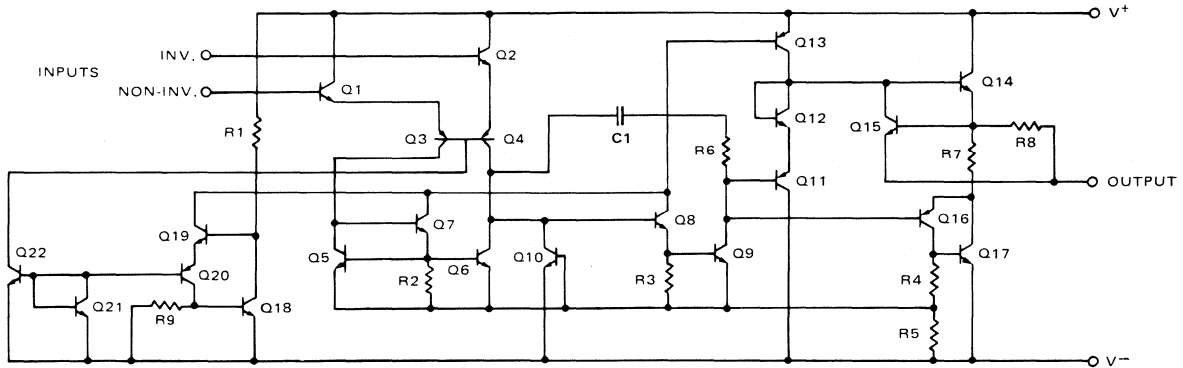 V+
INV.
Q2
Q13
INPUTS
NON-INV.
Q1
Q14
R1
Q3
Q4
C1
Q12
Q15
R8
R6
R7
Q11
OUTPUT
Q7
Q8
Q16
Q19
Q22
Q20
Q5
R2
Q6
Q10
R3
Q9
Q17
R4
Q21
R9
Q18
R5
V−